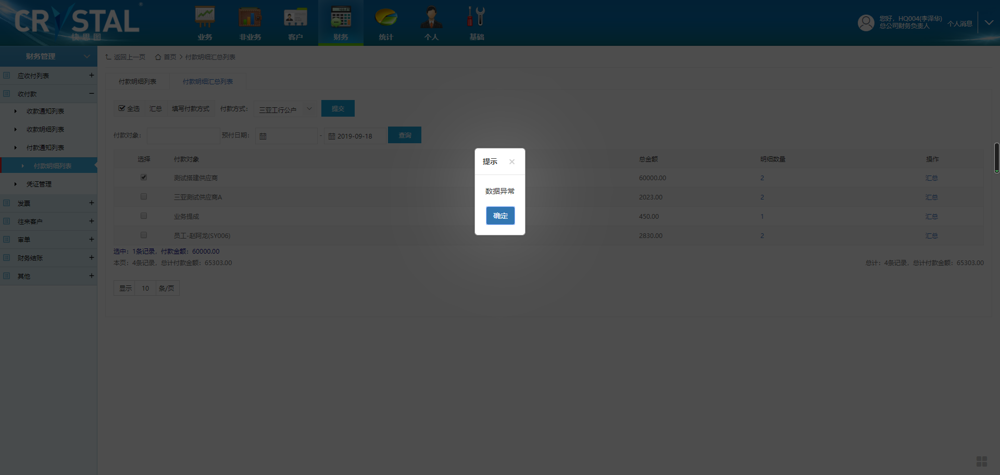 CRYSTAL ®
快思图
业务 非业务 客户 财务 统计 个人 基础
您好，HQ004(李泽华)
总公司财务负责人
个人消息
财务管理
应收付列表 +
收付款 −
收款通知列表
收款明细列表
付款通知列表
付款明细列表
凭证管理
发票 +
往来客户 +
审单 +
财务结账 +
其他 +
返回上一页 首页 > 付款明细汇总列表
付款明细列表 付款明细汇总列表
全选 汇总 填写付款方式 付款方式： 三亚工行公户 提交
付款对象： 预付日期： - 2019-09-18 查询
选择 付款对象 总金额 明细数量 操作
测试搭建供应商 60000.00 2 汇总
三亚测试供应商A 2023.00 2 汇总
业务提成 450.00 1 汇总
员工-赵阿龙(SY006) 2830.00 2 汇总
选中：1条记录，付款金额：60000.00
本页：4条记录，总计付款金额：65303.00 总计：4条记录，总计付款金额：65303.00
显示 10 条/页
提示 ×
数据异常
确定